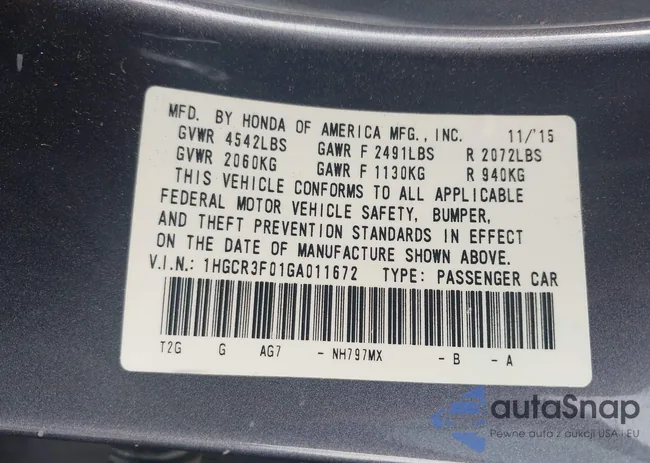 MFD. BY HONDA OF AMERICA MFG., INC. 11/'15
GVWR 4542LBS GAWR F 2491LBS R 2072LBS
GVWR 2060KG GAWR F 1130KG R 940KG
THIS VEHICLE CONFORMS TO ALL APPLICABLE
FEDERAL MOTOR VEHICLE SAFETY, BUMPER,
AND THEFT PREVENTION STANDARDS IN EFFECT
ON THE DATE OF MANUFACTURE SHOWN ABOVE.
V.I.N.: 1HGCR3F01GA011672 TYPE: PASSENGER CAR
T2G G AG7 - NH797MX - B - A
autaSnap
Pewne auta z aukcji USA i EU